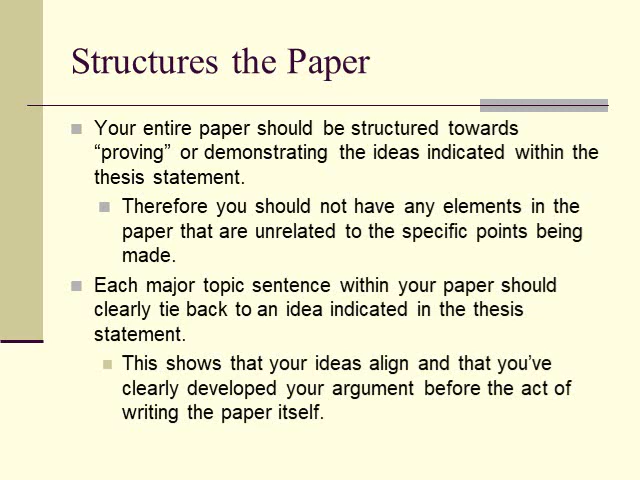 Structures the Paper
Your entire paper should be structured towards
“proving” or demonstrating the ideas indicated within the
thesis statement.
Therefore you should not have any elements in the
paper that are unrelated to the specific points being
made.
Each major topic sentence within your paper should
clearly tie back to an idea indicated in the thesis
statement.
This shows that your ideas align and that you’ve
clearly developed your argument before the act of
writing the paper itself.